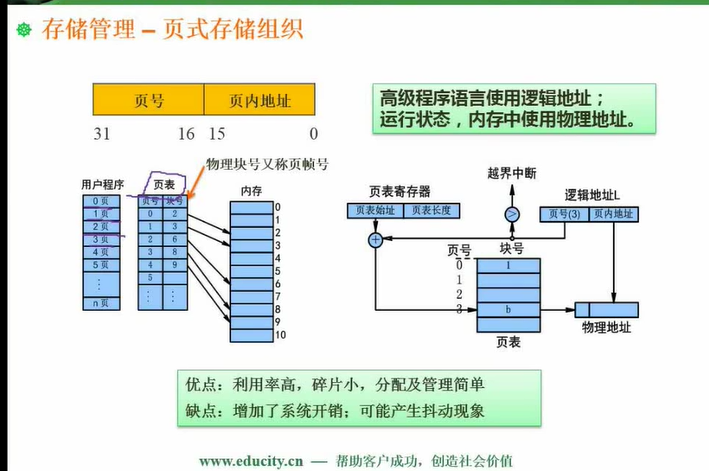 存储管理 – 页式存储组织
页号 页内地址
31 16 15 0
高级程序语言使用逻辑地址；
运行状态，内存中使用物理地址。
物理块号又称页帧号
用户程序
0 页
1 页
2 页
3 页
4 页
5 页
⋮
n 页
页表
页号 块号
0 2
1 3
2 6
3 8
4 9
5
⋮ ⋮
内存
0
1
2
3
4
5
6
7
8
9
10
页表寄存器
页表始址 页表长度
+
越界中断
>
逻辑地址L
页号(3) 页内地址
页号 块号
0 1
1
2
3 b
页表
物理地址
优点：利用率高，碎片小，分配及管理简单
缺点：增加了系统开销；可能产生抖动现象
www.educity.cn — 帮助客户成功，创造社会价值